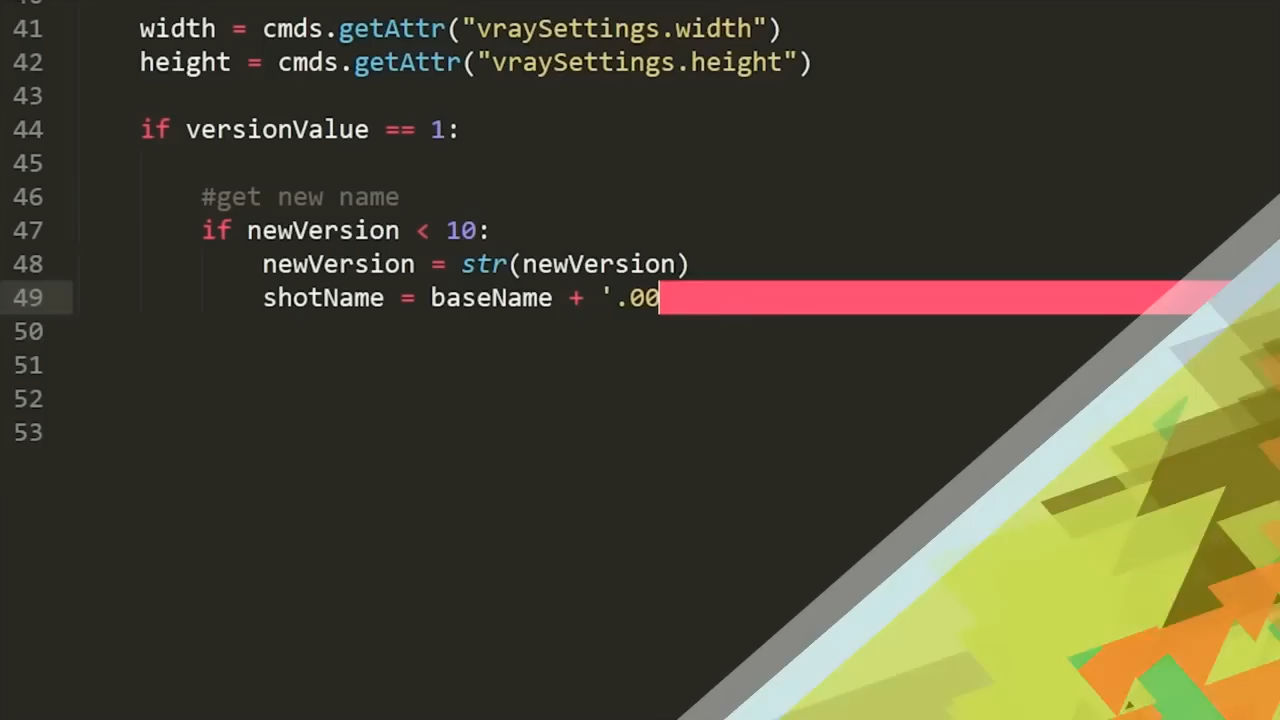 41 width = cmds.getAttr("vraySettings.width")
42 height = cmds.getAttr("vraySettings.height")
43
44 if versionValue == 1:
45
46 #get new name
47 if newVersion < 10:
48 newVersion = str(newVersion)
49 shotName = baseName + '.00
50
51
52
53